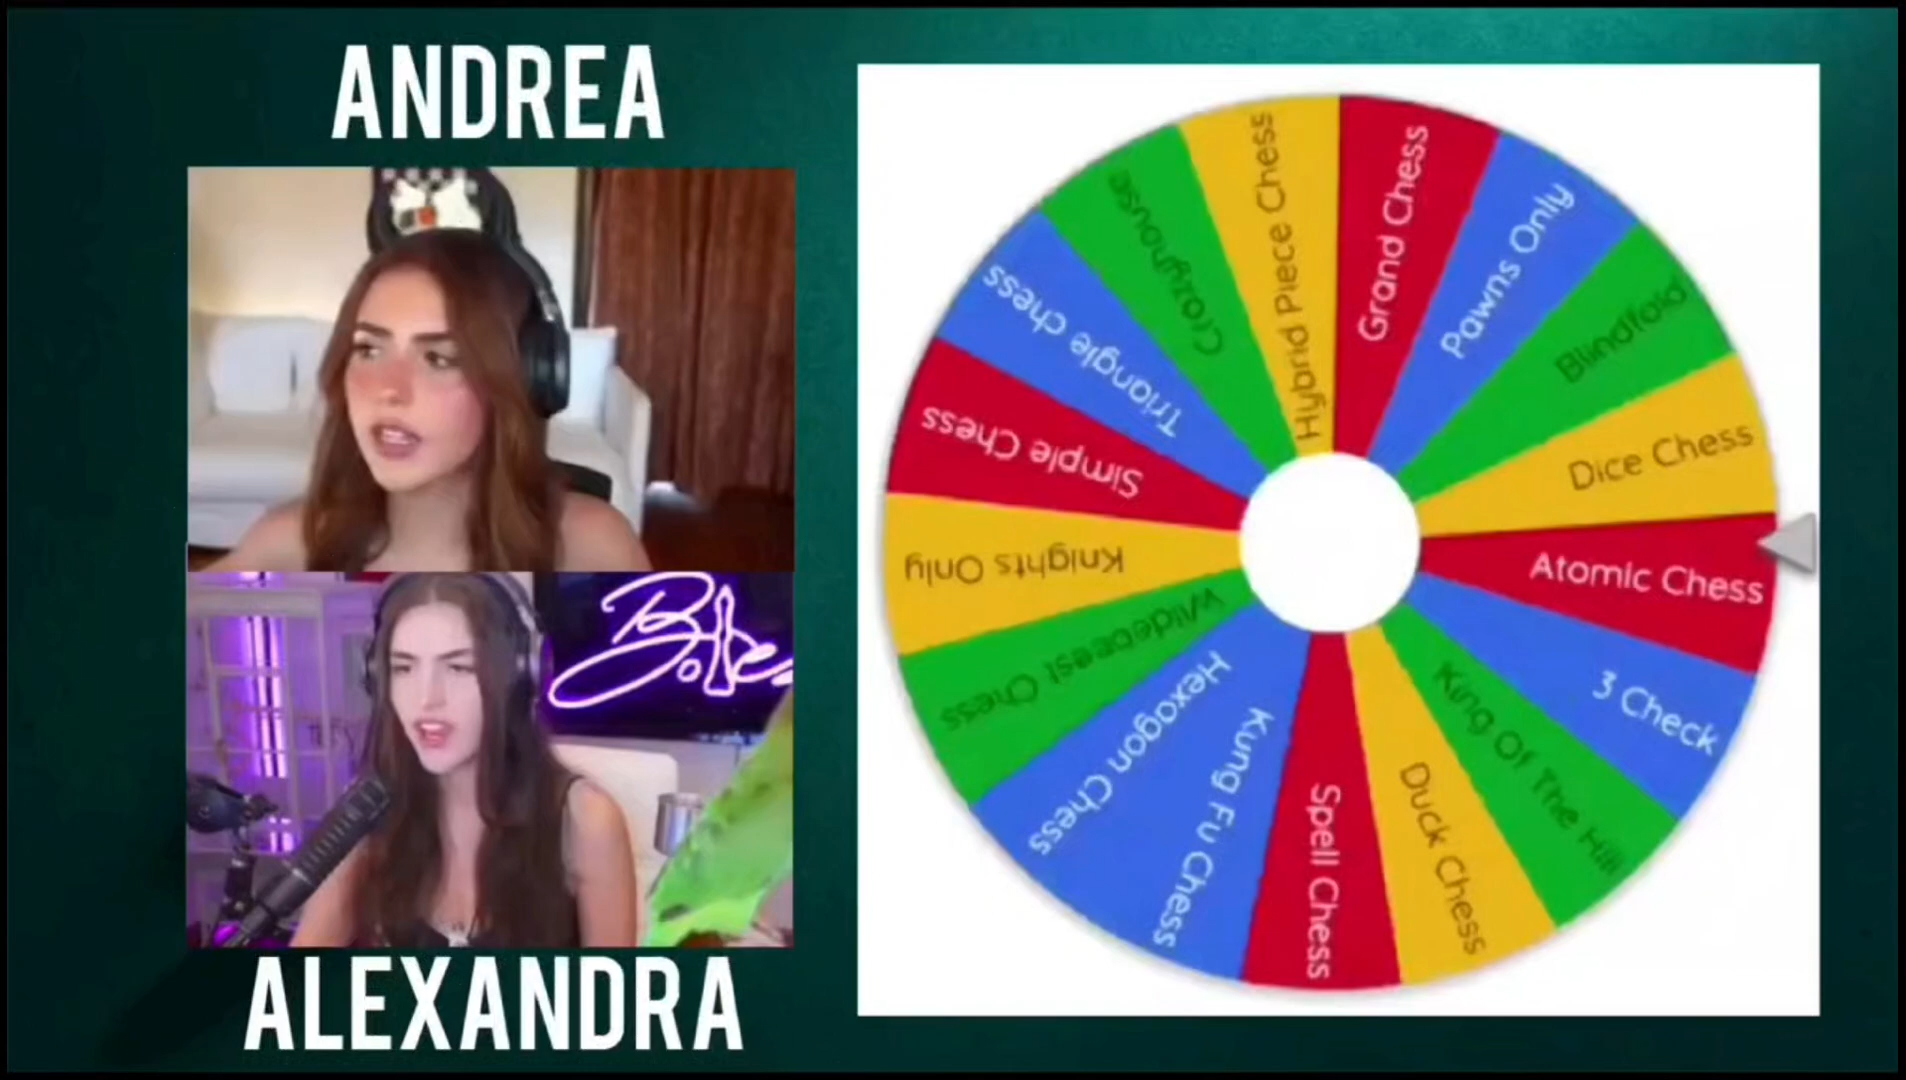 ANDREA
ALEXANDRA
Grand Chess
Pawns Only
Blindfold
Dice Chess
Atomic Chess
3 Check
King Of The Hill
Duck Chess
Spell Chess
Kung Fu Chess
Hexagon Chess
Wildebeest Chess
Knights Only
Simple Chess
Triangle chess
Crazyhouse
Hybrid Piece Chess